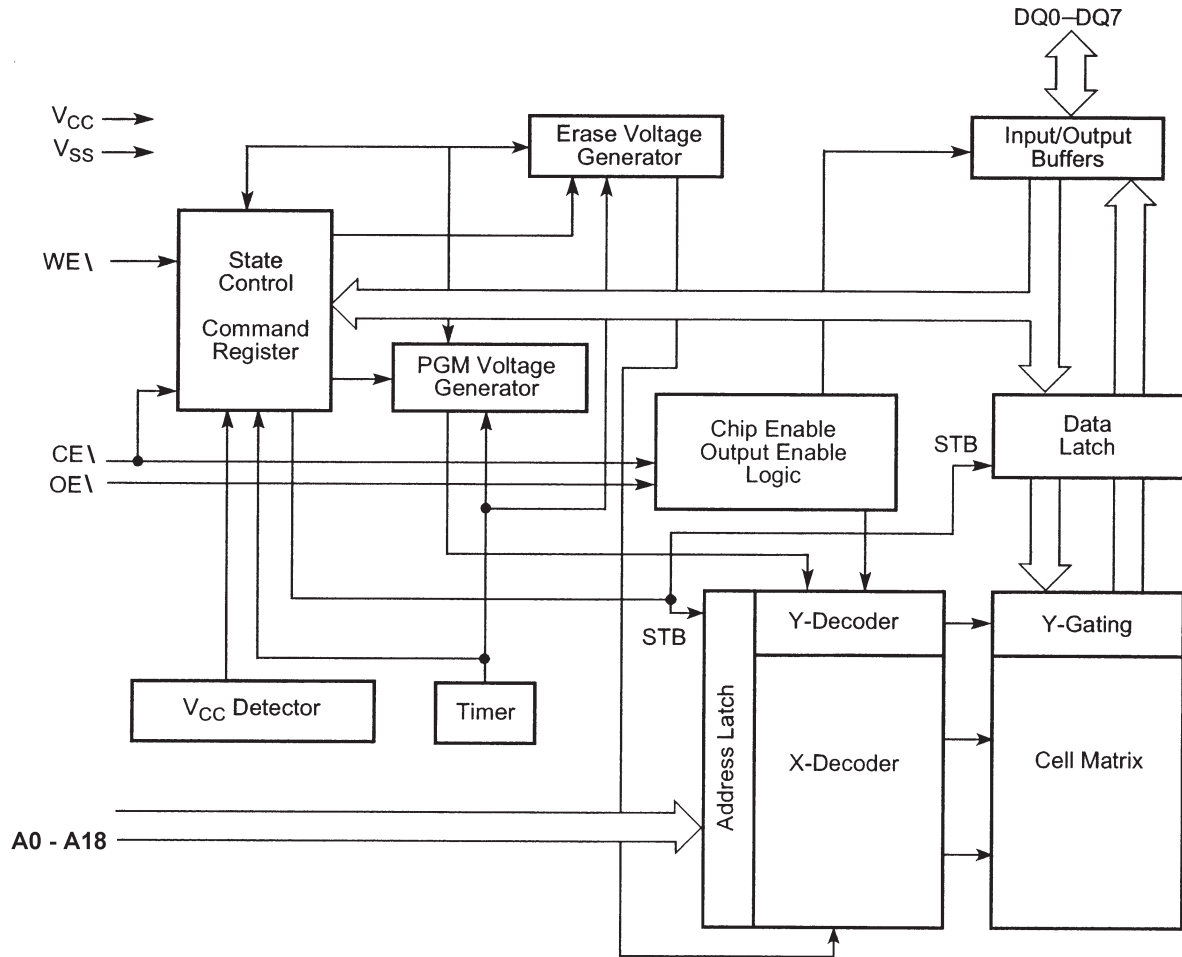 DQ0–DQ7
VCC
VSS
Erase Voltage
Generator
Input/Output
Buffers
WE\
State
Control
Command
Register
PGM Voltage
Generator
CE\
OE\
Chip Enable
Output Enable
Logic
STB
Data
Latch
STB
Y-Decoder
Y-Gating
VCC Detector
Timer
Address Latch
X-Decoder
Cell Matrix
A0 - A18